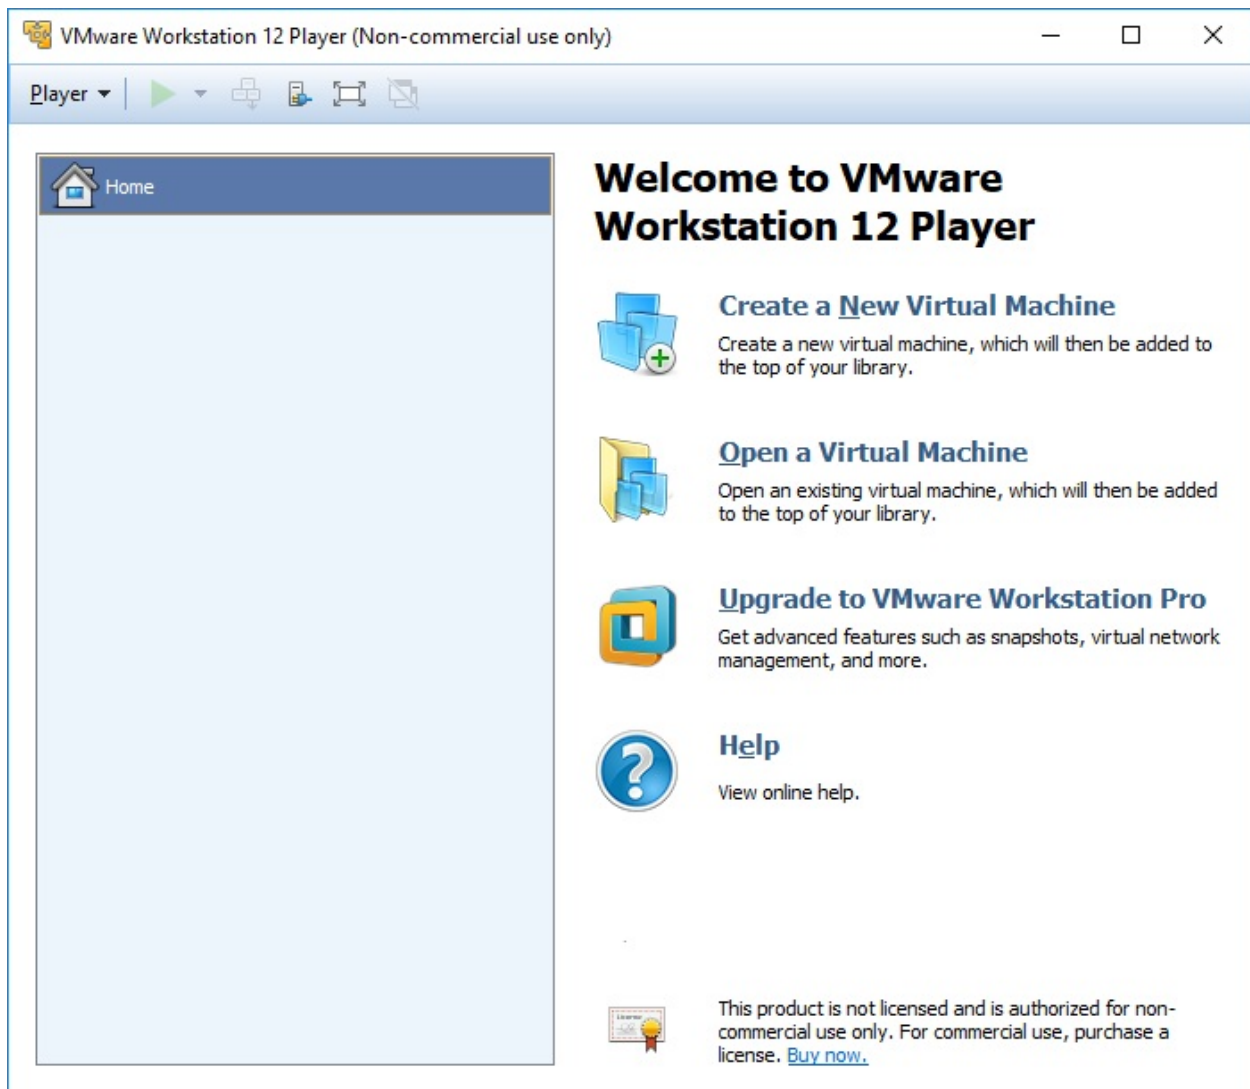 VMware Workstation 12 Player (Non-commercial use only)
Player
Home
Welcome to VMware
Workstation 12 Player
Create a New Virtual Machine
Create a new virtual machine, which will then be added to
the top of your library.
Open a Virtual Machine
Open an existing virtual machine, which will then be added
to the top of your library.
Upgrade to VMware Workstation Pro
Get advanced features such as snapshots, virtual network
management, and more.
Help
View online help.
License
This product is not licensed and is authorized for non-
commercial use only. For commercial use, purchase a
license. Buy now.